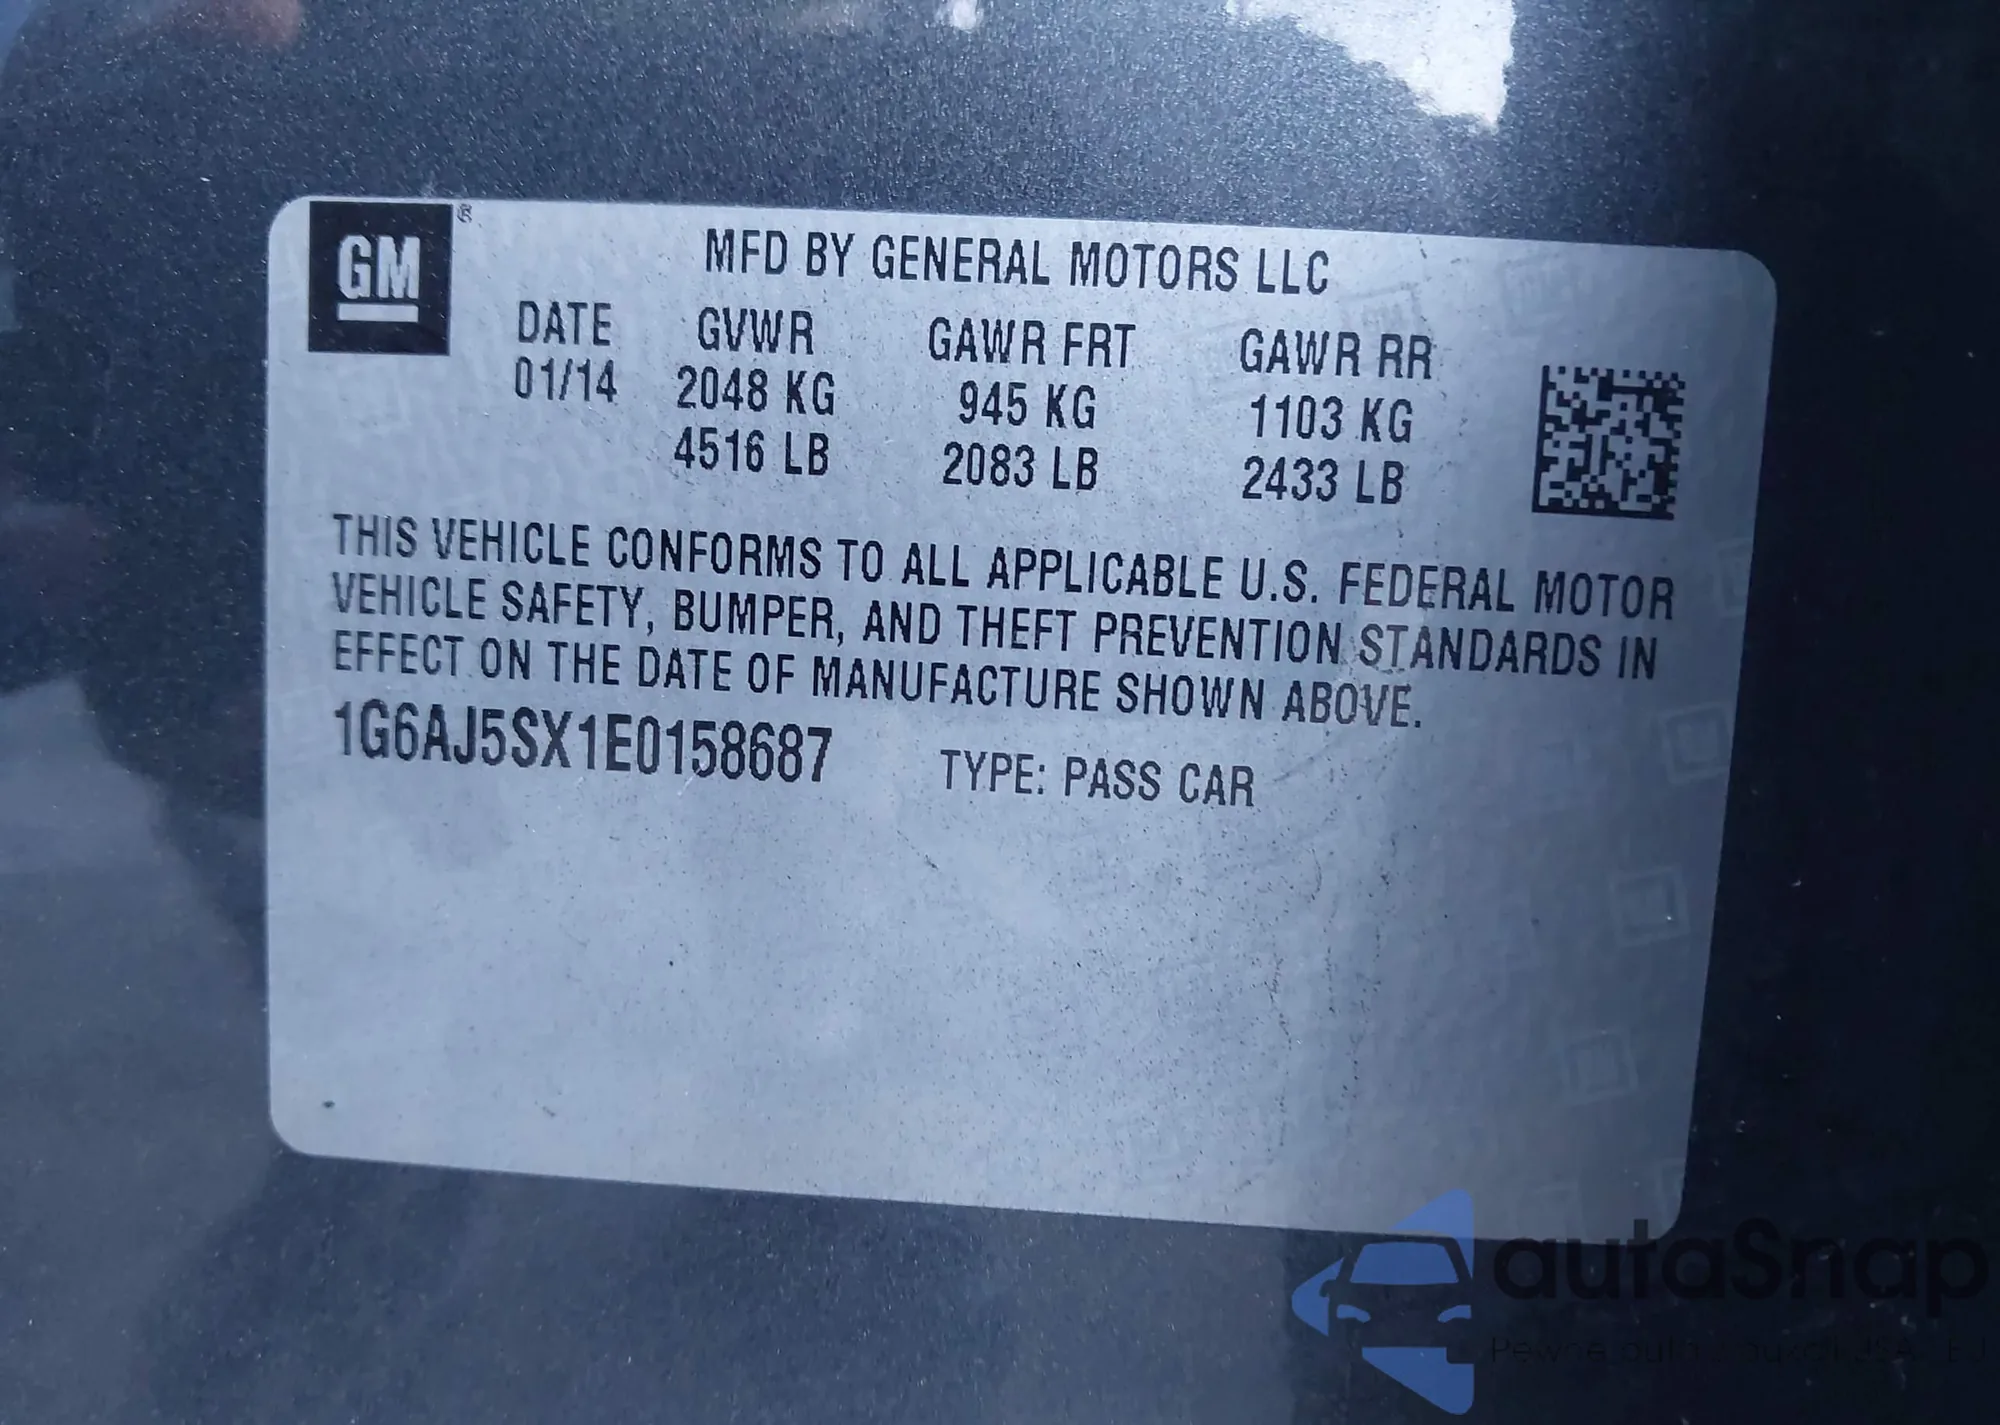 GM®
MFD BY GENERAL MOTORS LLC
DATE GVWR GAWR FRT GAWR RR
01/14 2048 KG 945 KG 1103 KG
4516 LB 2083 LB 2433 LB
THIS VEHICLE CONFORMS TO ALL APPLICABLE U.S. FEDERAL MOTOR
VEHICLE SAFETY, BUMPER, AND THEFT PREVENTION STANDARDS IN
EFFECT ON THE DATE OF MANUFACTURE SHOWN ABOVE.
1G6AJ5SX1E0158687 TYPE: PASS CAR
autaSnap